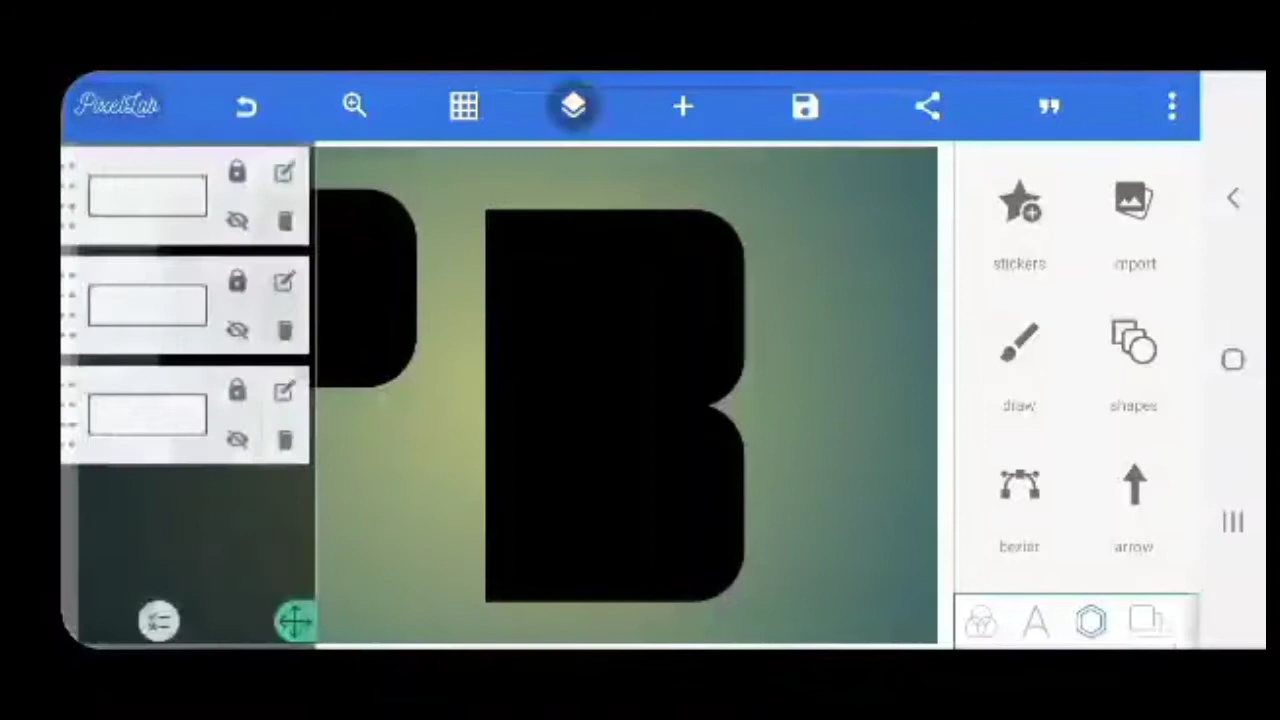 PixelLab
B
stickers
import
draw
shapes
bezier
arrow